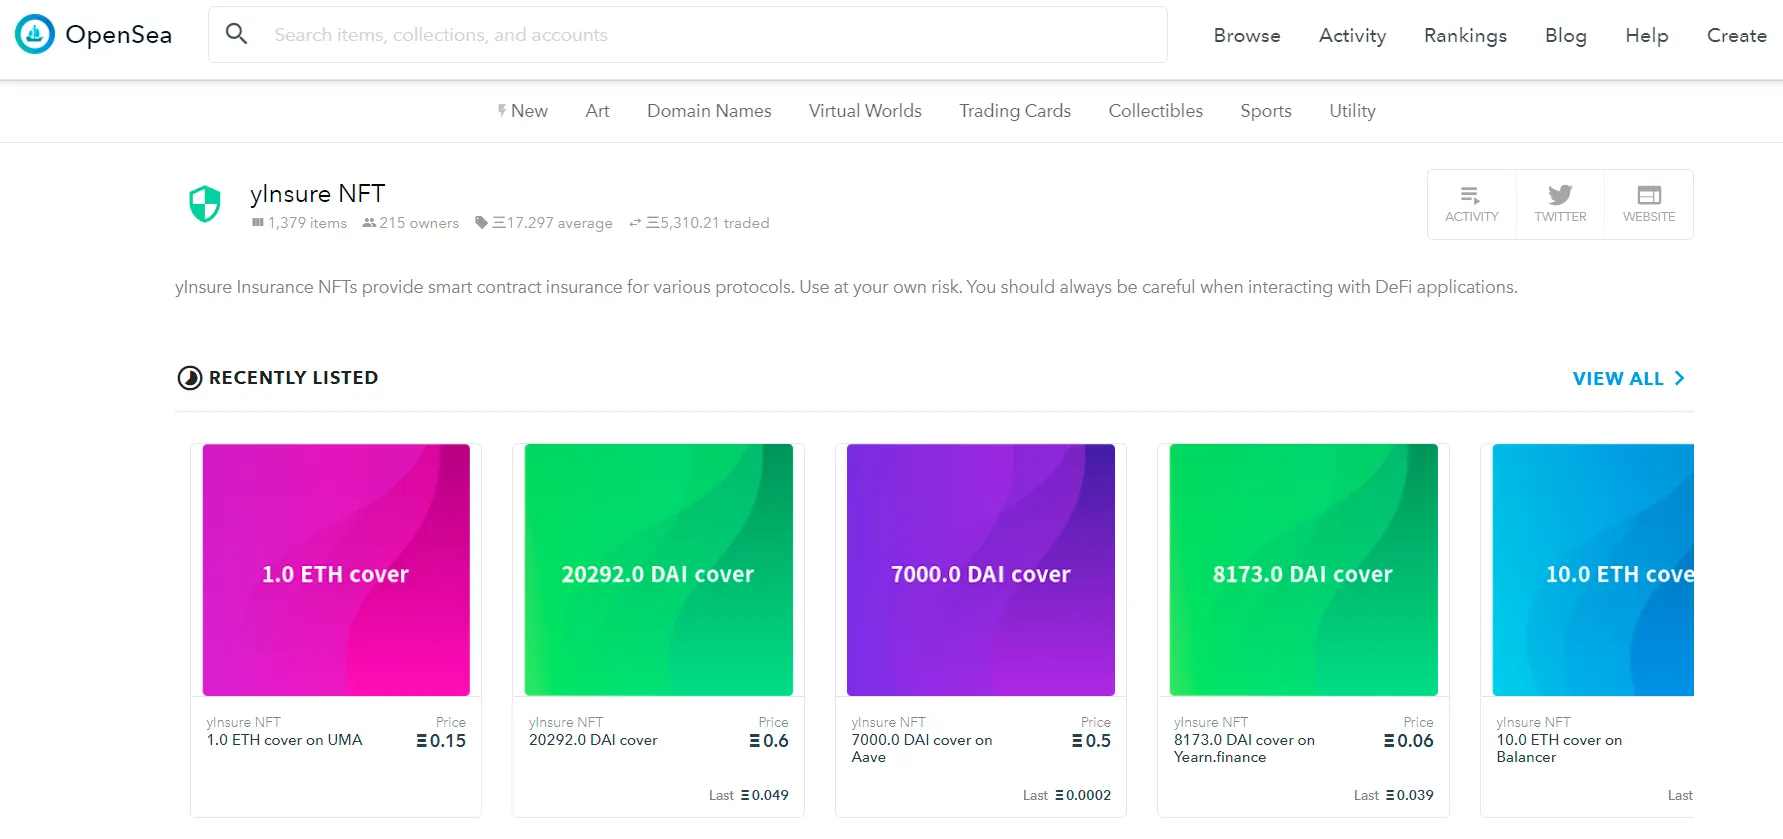 OpenSea
Search items, collections, and accounts
Browse Activity Rankings Blog Help Create
New Art Domain Names Virtual Worlds Trading Cards Collectibles Sports Utility
yInsure NFT
1,379 items 215 owners Ξ17.297 average Ξ5,310.21 traded
ACTIVITY TWITTER WEBSITE
yInsure Insurance NFTs provide smart contract insurance for various protocols. Use at your own risk. You should always be careful when interacting with DeFi applications.
RECENTLY LISTED
VIEW ALL
1.0 ETH cover
yInsure NFT Price
1.0 ETH cover on UMA Ξ0.15
20292.0 DAI cover
yInsure NFT Price
20292.0 DAI cover Ξ0.6
Last Ξ0.049
7000.0 DAI cover
yInsure NFT Price
7000.0 DAI cover on Ξ0.5
Aave
Last Ξ0.0002
8173.0 DAI cover
yInsure NFT Price
8173.0 DAI cover on Ξ0.06
Yearn.finance
Last Ξ0.039
10.0 ETH cove
yInsure NFT
10.0 ETH cover on
Balancer
Last